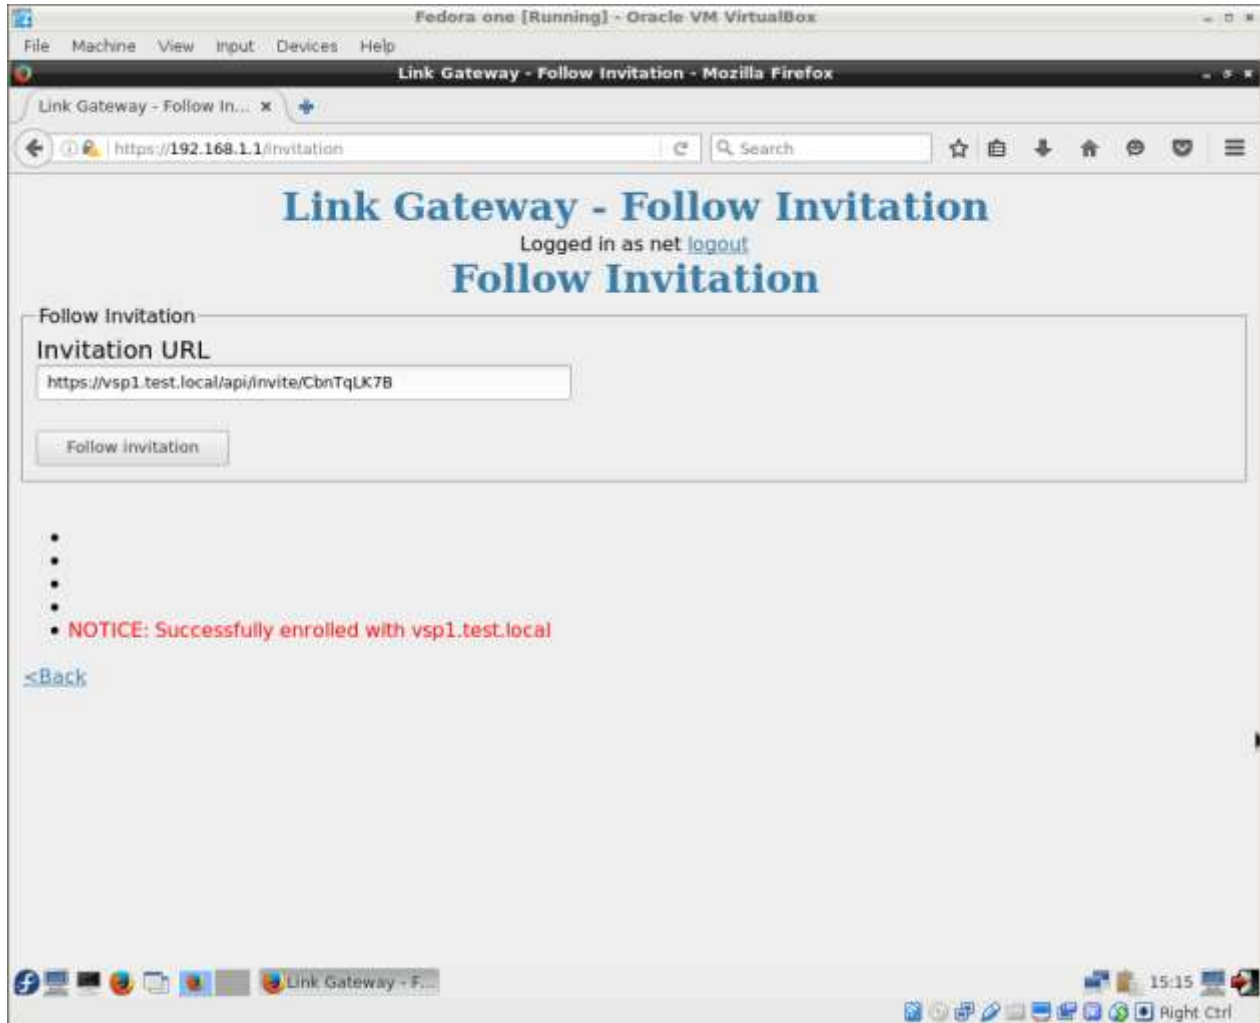 Fedora one [Running] - Oracle VM VirtualBox
File Machine View Input Devices Help
Link Gateway - Follow Invitation - Mozilla Firefox
Link Gateway - Follow In...
https://192.168.1.1/invitation
Search
Link Gateway - Follow Invitation
Logged in as net logout
Follow Invitation
Follow Invitation
Invitation URL
https://vsp1.test.local/api/invite/CbnTqLK7B
Follow invitation
NOTICE: Successfully enrolled with vsp1.test.local
<Back
Link Gateway - F...
15:15
Right Ctrl